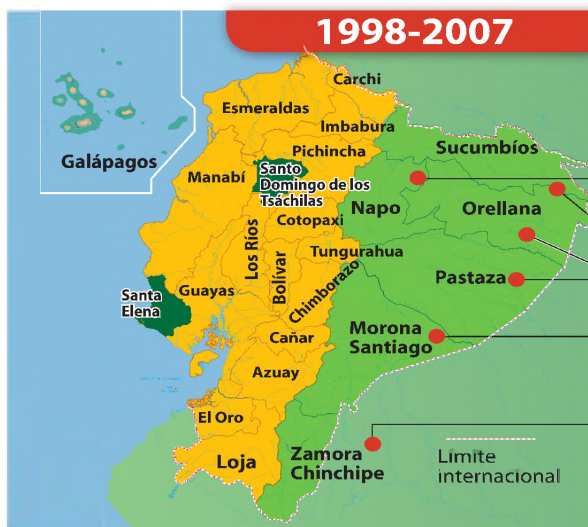 1998-2007
Carchi
Esmeraldas
Imbabura
Galápagos
Pichincha
Sucumbíos
Manabí
Santo
Domingo de los
Tsáchilas
Napo
Orellana
Cotopaxi
Los Ríos
Bolívar
Tungurahua
Chimborazo
Pastaza
Santa
Elena
Guayas
Morona
Santiago
Cañar
Azuay
El Oro
Loja
Zamora
Chinchipe
Límite
internacional